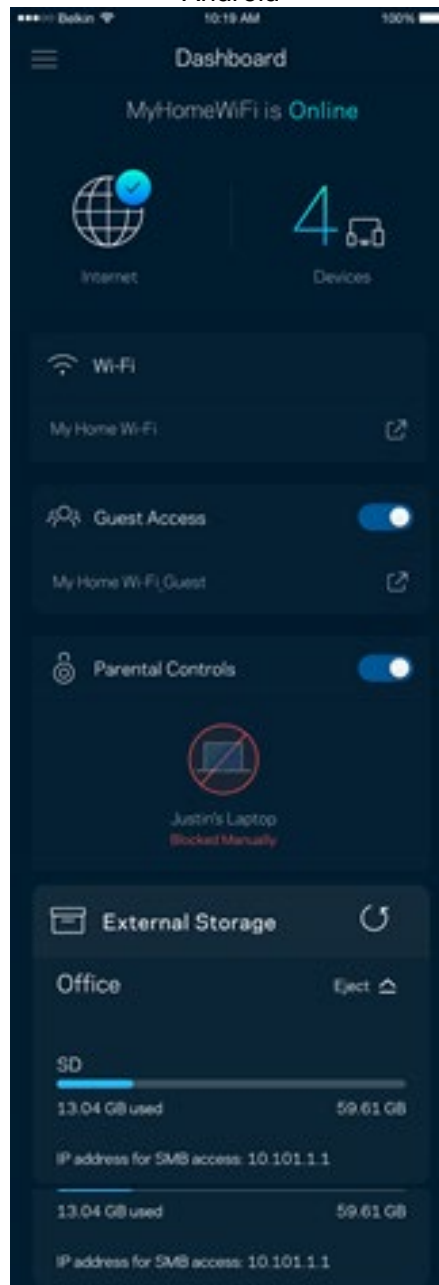 Android
Belkin 10:19 AM 100%
Dashboard
MyHomeWiFi is Online
4
Internet Devices
Wi-Fi
My Home Wi-Fi
Guest Access
My Home Wi-Fi_Guest
Parental Controls
Justin's Laptop
Blocked Manually
External Storage
Office Eject
SD
13.04 GB used 59.61 GB
IP address for SMB access: 10.101.1.1
13.04 GB used 59.61 GB
IP address for SMB access: 10.101.1.1